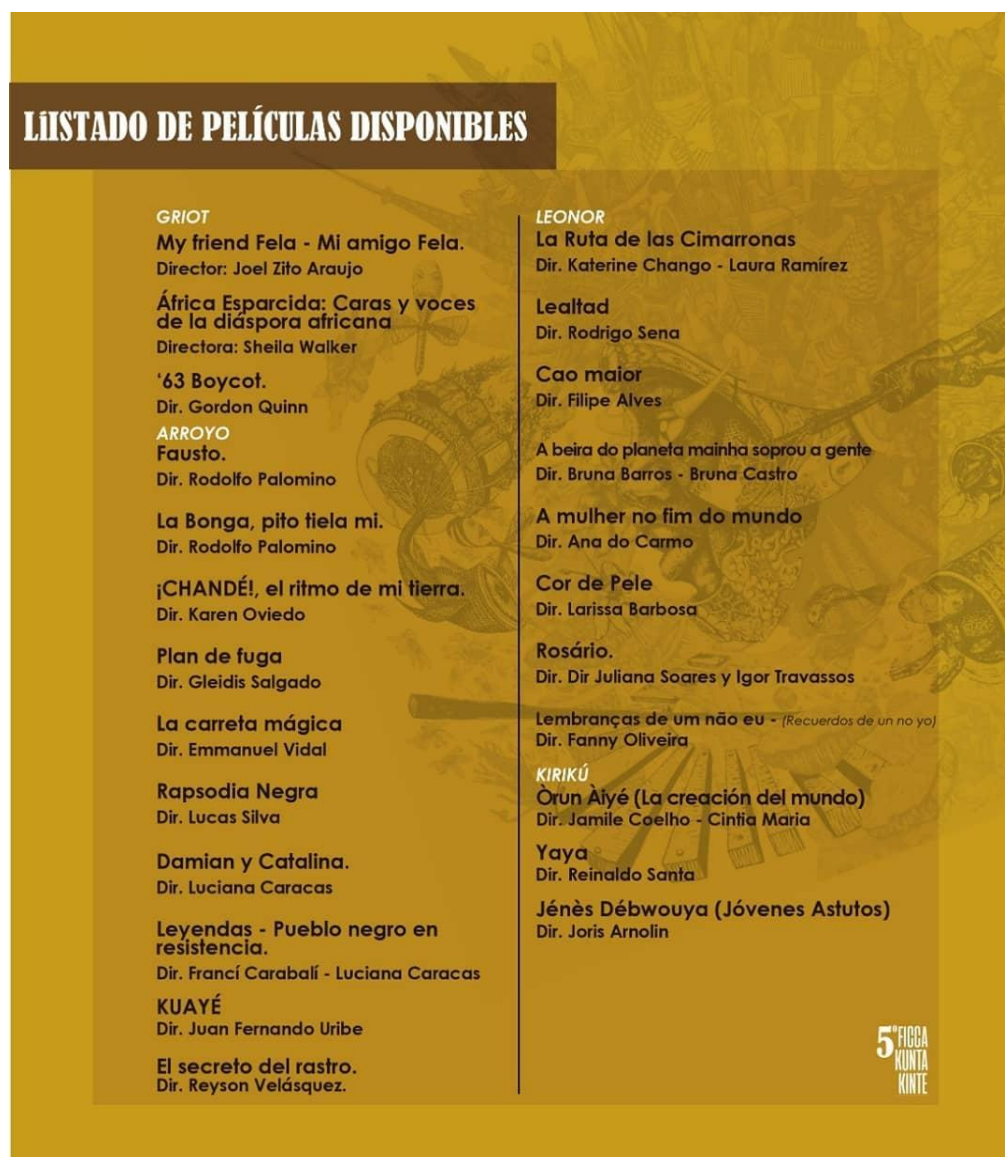 LíISTADO DE PELÍCULAS DISPONIBLES
GRIOT
My friend Fela - Mi amigo Fela.
Director: Joel Zito Araujo
África Esparcida: Caras y voces
de la diáspora africana
Directora: Sheila Walker
‘63 Boycot.
Dir. Gordon Quinn
ARROYO
Fausto.
Dir. Rodolfo Palomino
La Bonga, pito tiela mi.
Dir. Rodolfo Palomino
¡CHANDÉ!, el ritmo de mi tierra.
Dir. Karen Oviedo
Plan de fuga
Dir. Gleidis Salgado
La carreta mágica
Dir. Emmanuel Vidal
Rapsodia Negra
Dir. Lucas Silva
Damian y Catalina.
Dir. Luciana Caracas
Leyendas - Pueblo negro en
resistencia.
Dir. Francí Carabalí - Luciana Caracas
KUAYÉ
Dir. Juan Fernando Uribe
El secreto del rastro.
Dir. Reyson Velásquez.
LEONOR
La Ruta de las Cimarronas
Dir. Katerine Chango - Laura Ramírez
Lealtad
Dir. Rodrigo Sena
Cao maior
Dir. Filipe Alves
A beira do planeta mainha soprou a gente
Dir. Bruna Barros - Bruna Castro
A mulher no fim do mundo
Dir. Ana do Carmo
Cor de Pele
Dir. Larissa Barbosa
Rosário.
Dir. Dir Juliana Soares y Igor Travassos
Lembranças de um não eu - (Recuerdos de un no yo)
Dir. Fanny Oliveira
KIRIKÚ
Òrun Àiyé (La creación del mundo)
Dir. Jamile Coelho - Cintia Maria
Yaya
Dir. Reinaldo Santa
Jénès Débwouya (Jóvenes Astutos)
Dir. Joris Arnolin
5° FICCA
KUNTA
KINTE